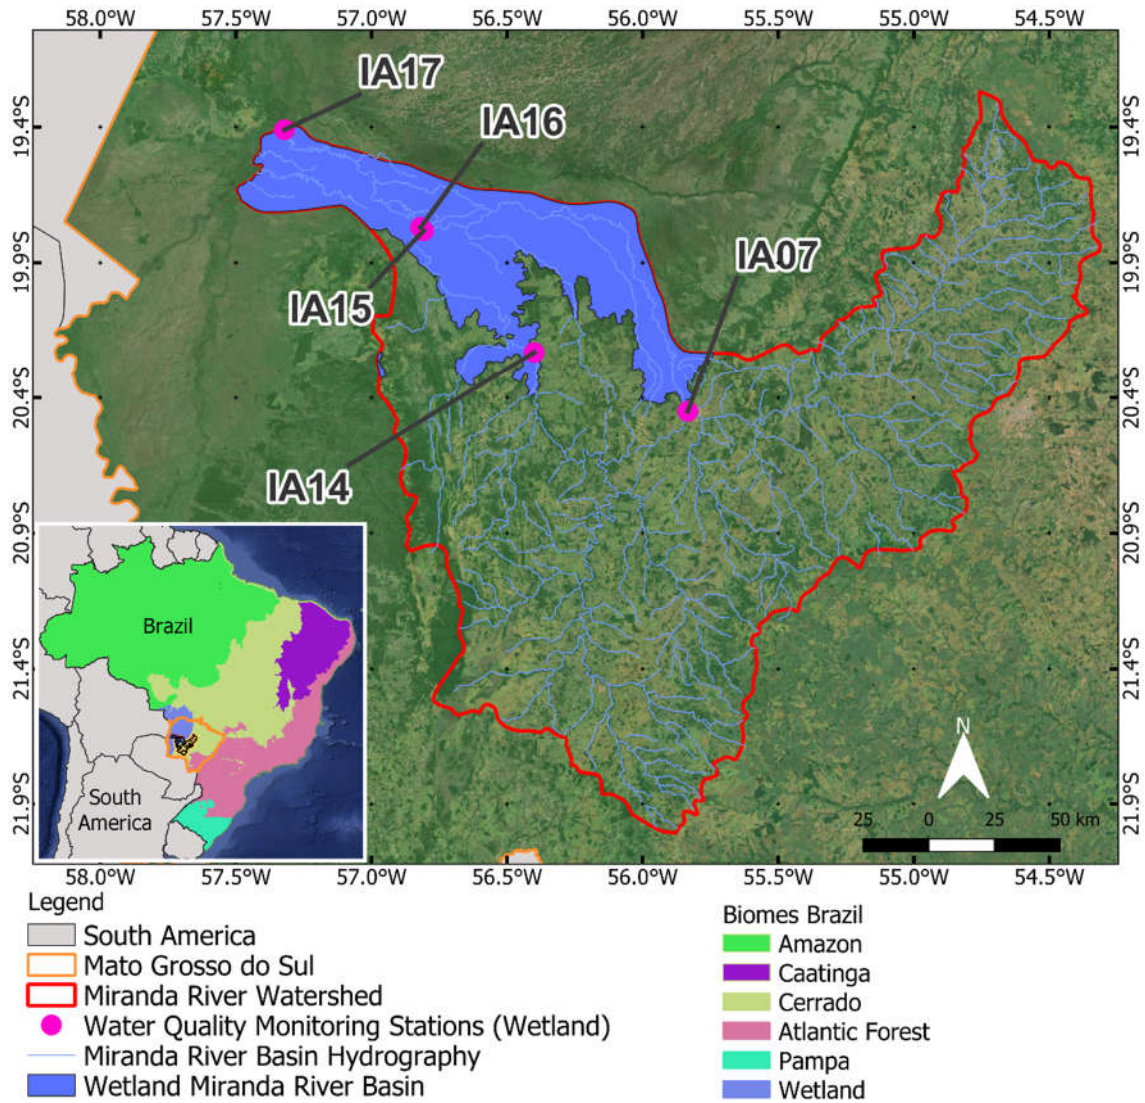 58.0°W 57.5°W 57.0°W 56.5°W 56.0°W 55.5°W 55.0°W 54.5°W
19.4°S 19.4°S
19.9°S 19.9°S
20.4°S 20.4°S
20.9°S 20.9°S
21.4°S 21.4°S
21.9°S 21.9°S
IA17
IA16
IA07
IA15
IA14
Brazil
South
America
N
25 0 25 50 km
58.0°W 57.5°W 57.0°W 56.5°W 56.0°W 55.5°W 55.0°W 54.5°W
Legend
South America
Mato Grosso do Sul
Miranda River Watershed
Water Quality Monitoring Stations (Wetland)
Miranda River Basin Hydrography
Wetland Miranda River Basin
Biomes Brazil
Amazon
Caatinga
Cerrado
Atlantic Forest
Pampa
Wetland